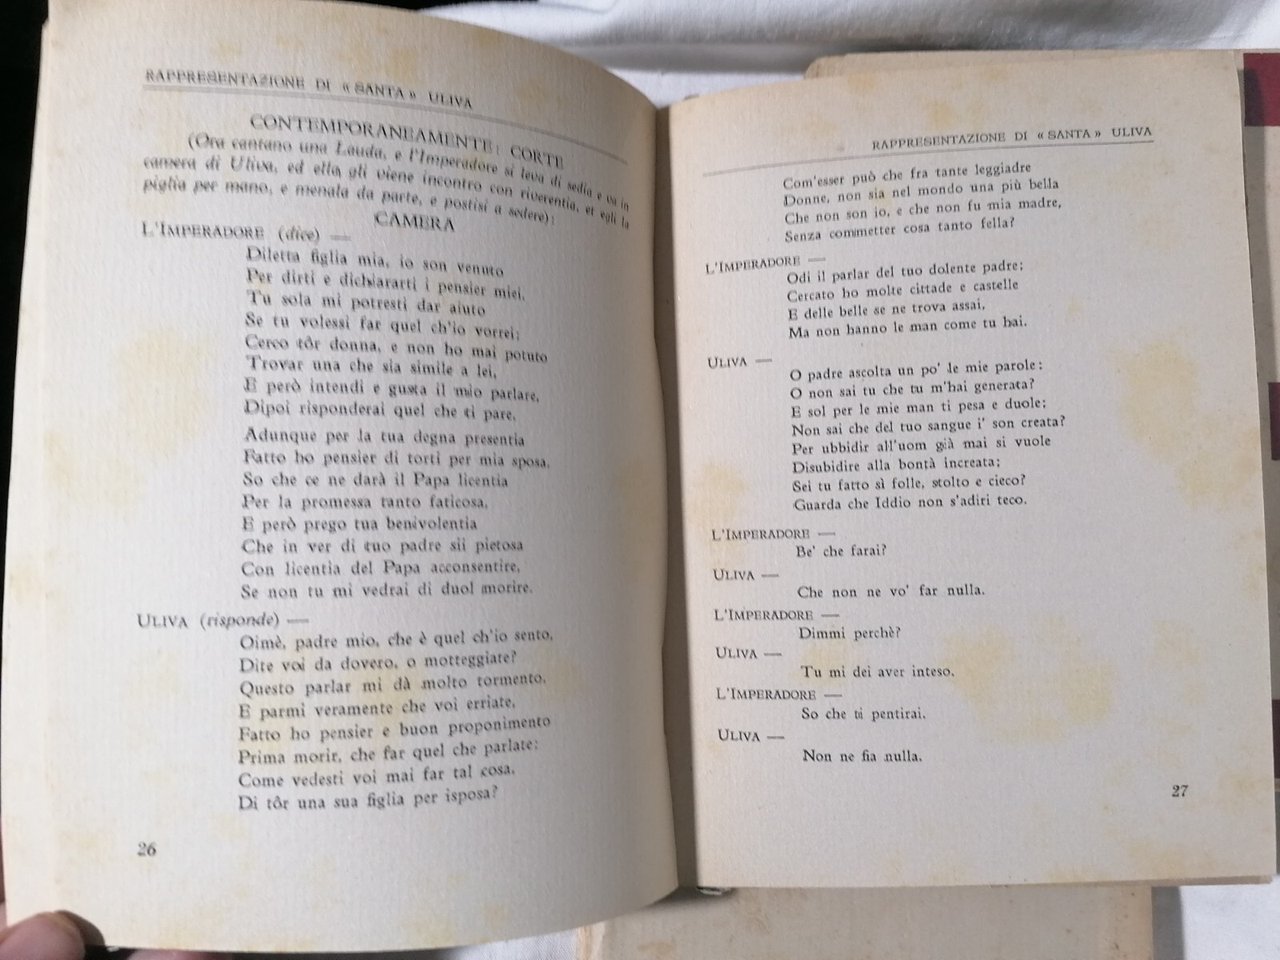 RAPPRESENTAZIONE DI « SANTA » ULIVA
CONTEMPORANEAMENTE: CORTE
(Ora cantano una Lauda, e l'Imperadore si leva di sedia e va in
camera di Uliva, ed ella gli viene incontro con riverentia, et egli la
piglia per mano, e menala da parte, e postisi a sedere):
CAMERA
L'IMPERADORE (dice) —
Diletta figlia mia, io son venuto
Per dirti e dichiararti i pensier miei.
Tu sola mi potresti dar aiuto
Se tu volessi far quel ch'io vorrei;
Cerco tôr donna, e non ho mai potuto
Trovar una che sia simile a lei,
E però intendi e gusta il mio parlare,
Dipoi risponderai quel che ti pare.
Adunque per la tua degna presentia
Fatto ho pensier di torti per mia sposa,
So che ce ne darà il Papa licentia
Per la promessa tanto faticosa,
E però prego tua benivolentia
Che in ver di tuo padre sii pietosa
Con licentia del Papa acconsentire,
Se non tu mi vedrai di duol morire.
ULIVA (risponde) —
Oimè, padre mio, che è quel ch'io sento,
Dite voi da dovero, o motteggiate?
Questo parlar mi dà molto tormento,
E parmi veramente che voi erriate,
Fatto ho pensier e buon proponimento
Prima morir, che far quel che parlate:
Come vedesti voi mai far tal cosa,
Di tôr una sua figlia per isposa?
26
RAPPRESENTAZIONE DI « SANTA » ULIVA
Com'esser può che fra tante leggiadre
Donne, non sia nel mondo una più bella
Che non son io, e che non fu mia madre,
Senza commetter cosa tanto fella?
L'IMPERADORE —
Odi il parlar del tuo dolente padre;
Cercato ho molte cittade e castelle
E delle belle se ne trova assai,
Ma non hanno le man come tu hai.
ULIVA —
O padre ascolta un po' le mie parole:
O non sai tu che tu m'hai generata?
E sol per le mie man ti pesa e duole;
Non sai che del tuo sangue i' son creata?
Per ubbidir all'uom già mai si vuole
Disubidire alla bontà increata;
Sei tu fatto sì folle, stolto e cieco?
Guarda che Iddio non s'adiri teco.
L'IMPERADORE —
Be' che farai?
ULIVA —
Che non ne vo' far nulla.
L'IMPERADORE —
Dimmi perchè?
ULIVA —
Tu mi dei aver inteso.
L'IMPERADORE —
So che ti pentirai.
ULIVA —
Non ne fia nulla.
27